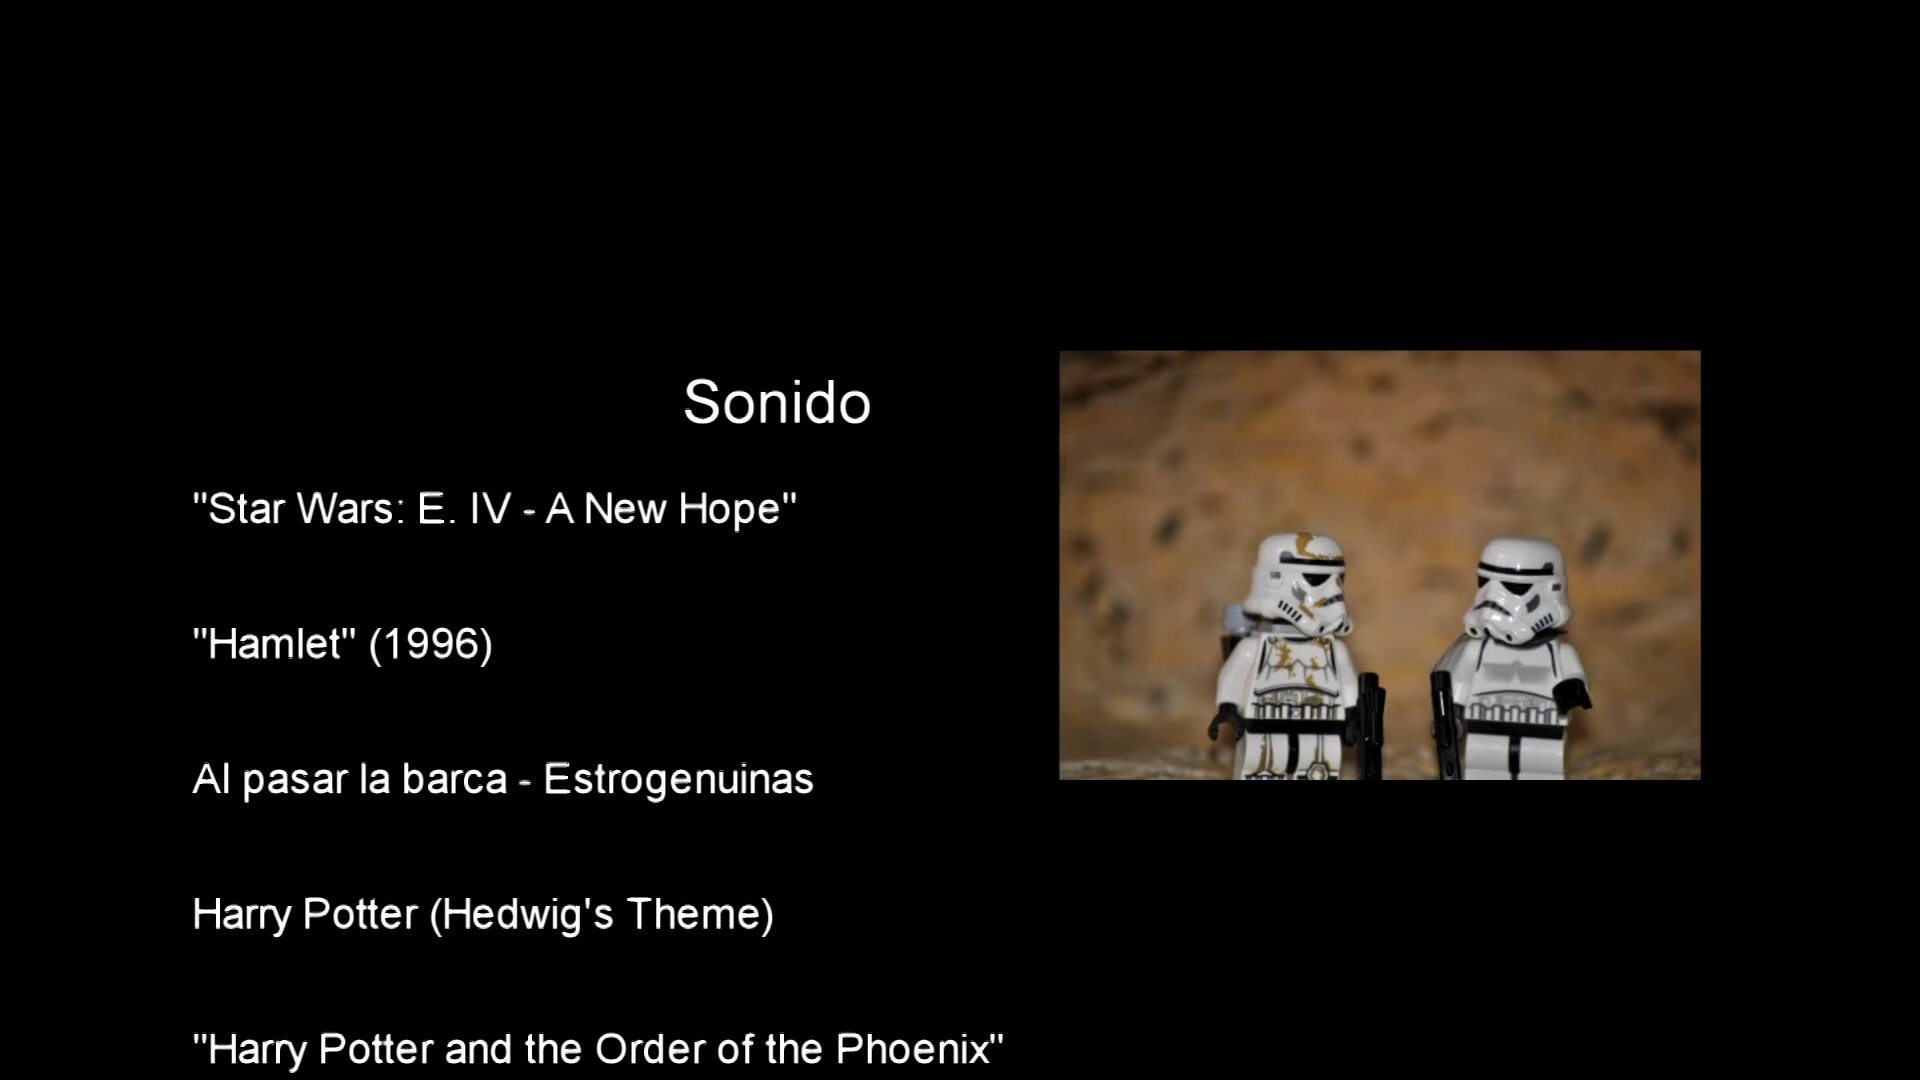 Sonido
"Star Wars: E. IV - A New Hope"
"Hamlet" (1996)
Al pasar la barca - Estrogenuinas
Harry Potter (Hedwig's Theme)
"Harry Potter and the Order of the Phoenix"